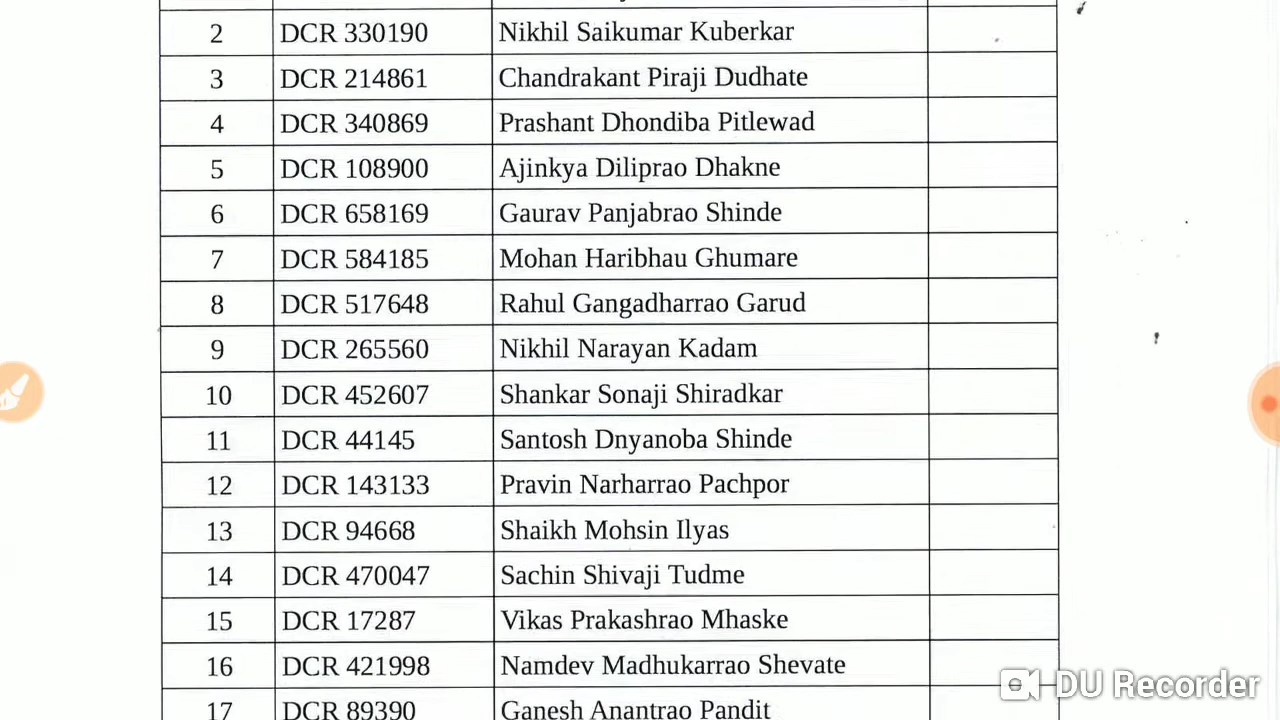 2 DCR 330190 Nikhil Saikumar Kuberkar
3 DCR 214861 Chandrakant Piraji Dudhate
4 DCR 340869 Prashant Dhondiba Pitlewad
5 DCR 108900 Ajinkya Diliprao Dhakne
6 DCR 658169 Gaurav Panjabrao Shinde
7 DCR 584185 Mohan Haribhau Ghumare
8 DCR 517648 Rahul Gangadharrao Garud
9 DCR 265560 Nikhil Narayan Kadam
10 DCR 452607 Shankar Sonaji Shiradkar
11 DCR 44145 Santosh Dnyanoba Shinde
12 DCR 143133 Pravin Narharrao Pachpor
13 DCR 94668 Shaikh Mohsin Ilyas
14 DCR 470047 Sachin Shivaji Tudme
15 DCR 17287 Vikas Prakashrao Mhaske
16 DCR 421998 Namdev Madhukarrao Shevate
17 DCR 89390 Ganesh Anantrao Pandit
DU Recorder